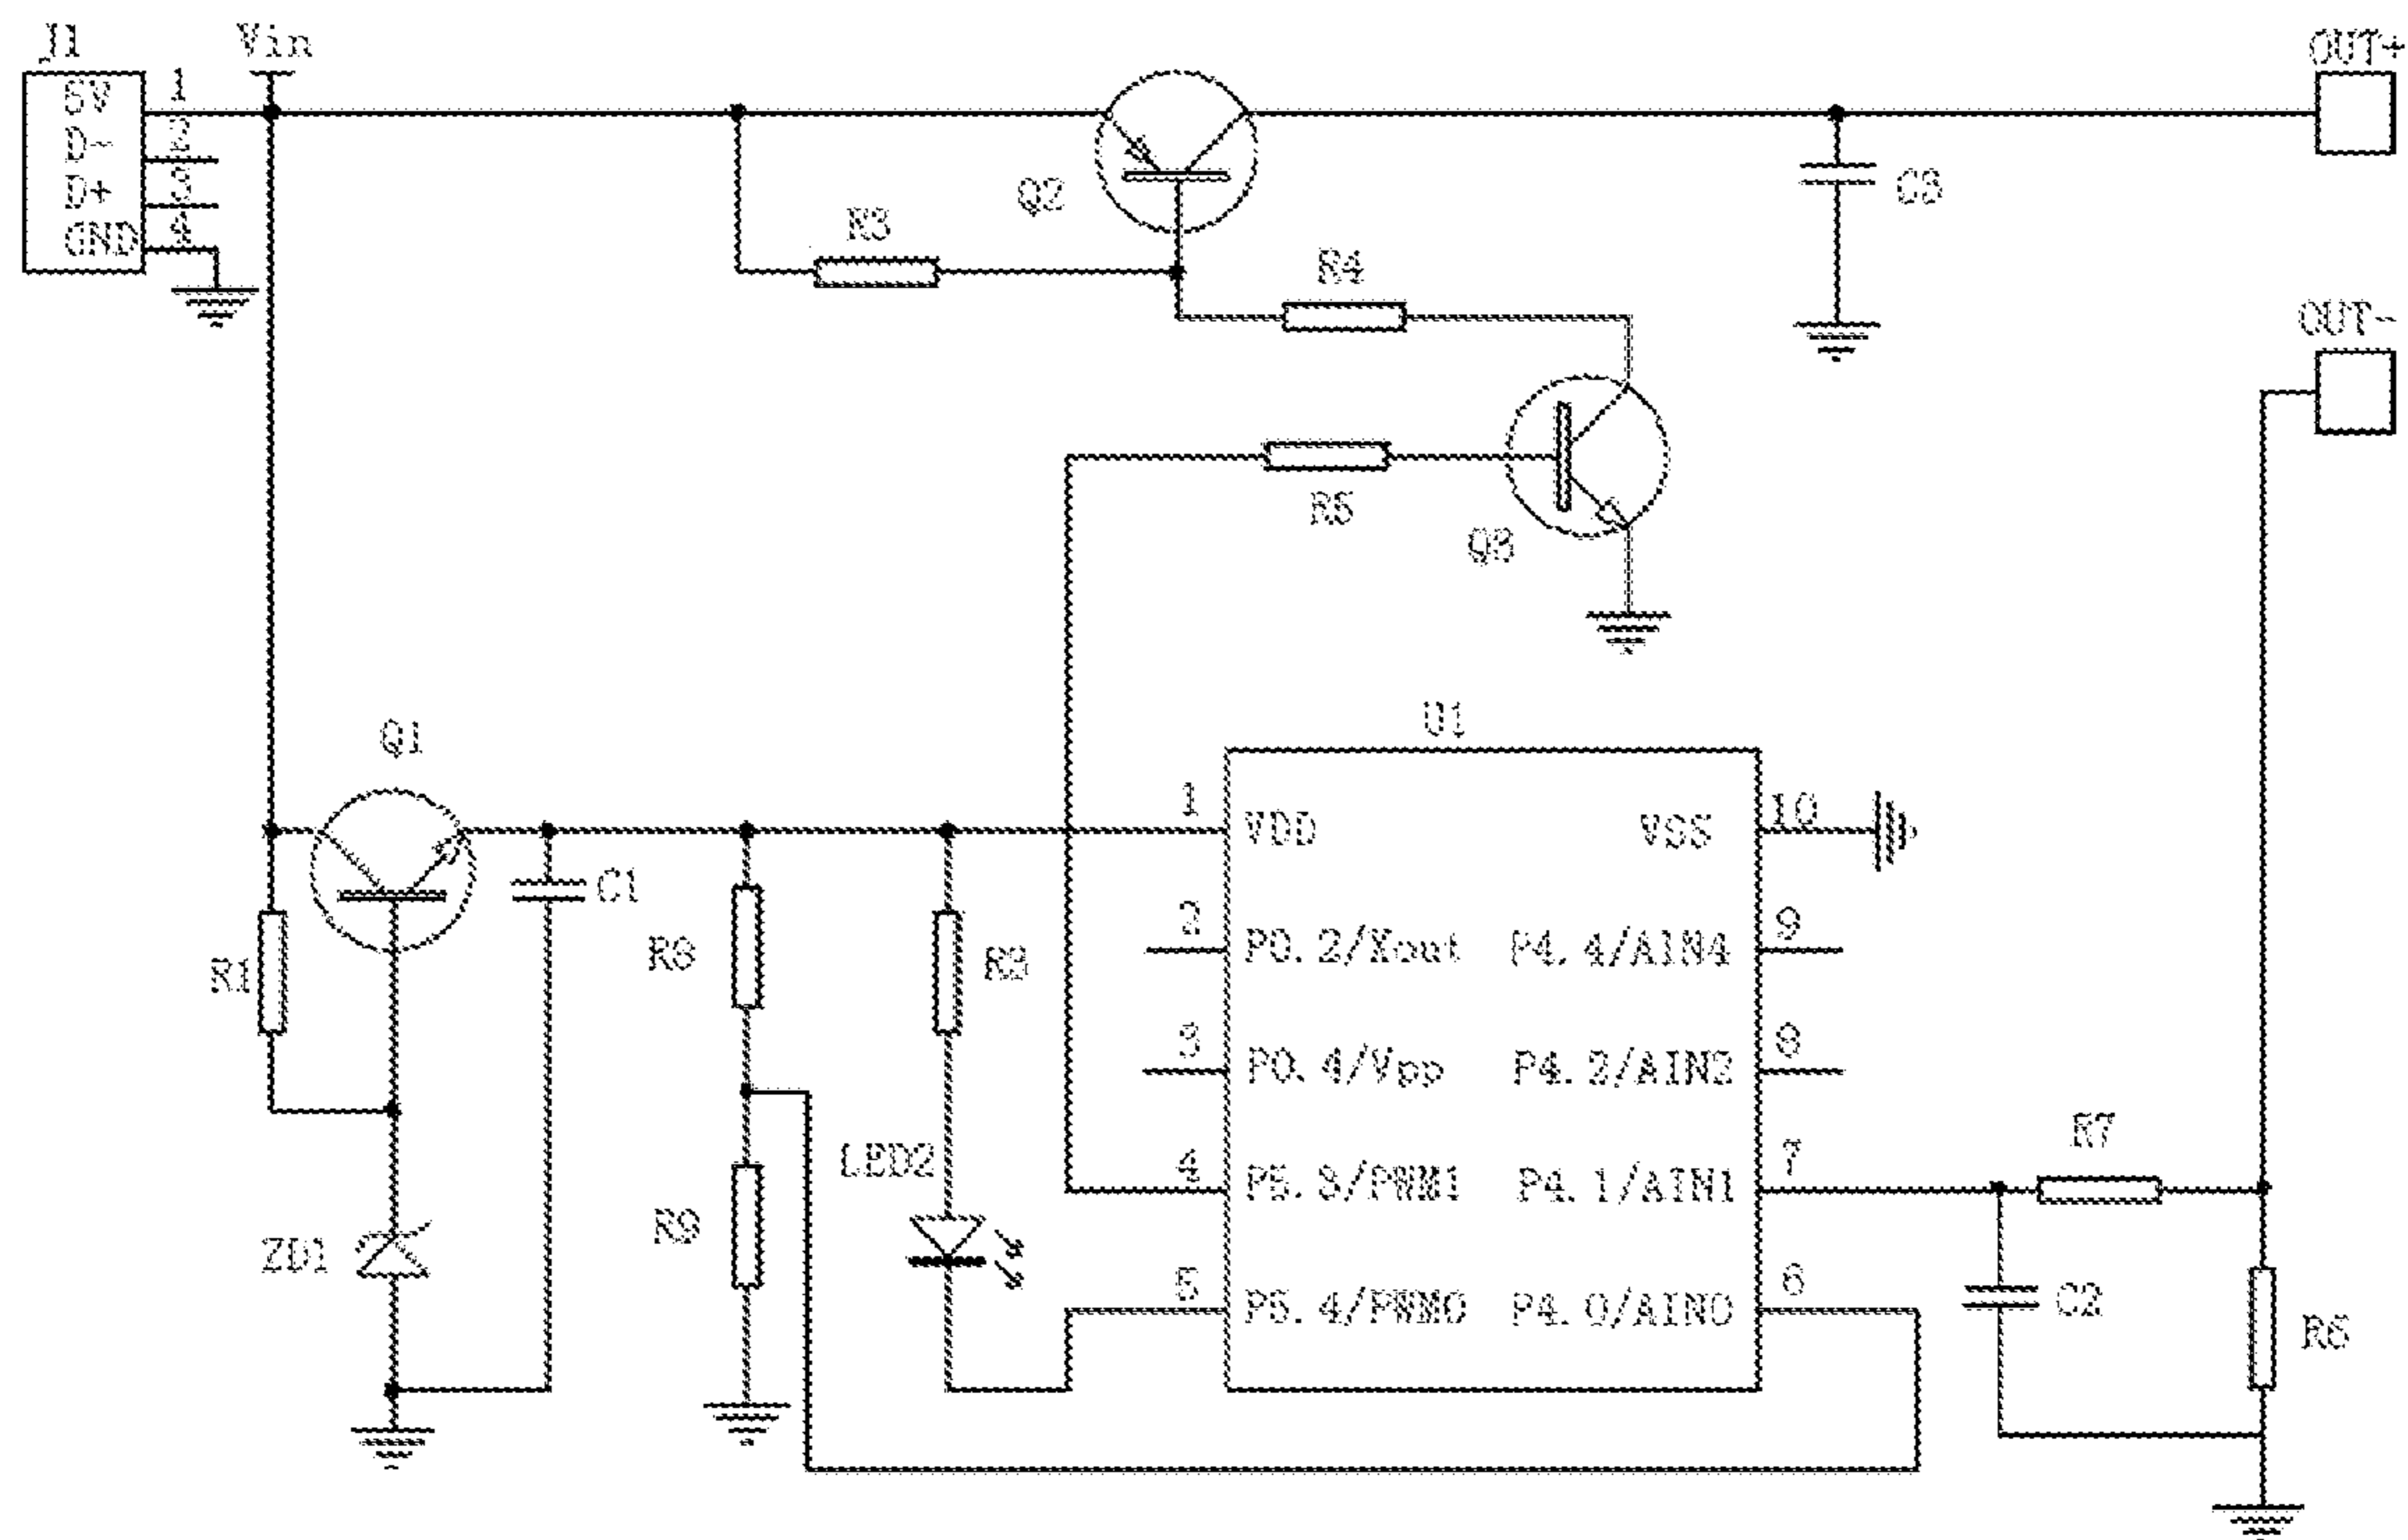 J1
Vin
OUT+
5V 1
D- 2
D+ 3
GND 4
Q2
C3
R3
R4
OUT-
R5
Q3
Q1
U1
1 VDD
VSS 10
C1
R8
R1
2 P0.2/Xout
P4.4/AIN4 9
3 P0.4/Vpp
P4.2/AIN2 8
R7
LED2
4 P5.3/PWM1
P4.1/AIN1 7
R9
ZD1
5 P5.4/PWM0
P4.0/AIN0 6
C2
R6